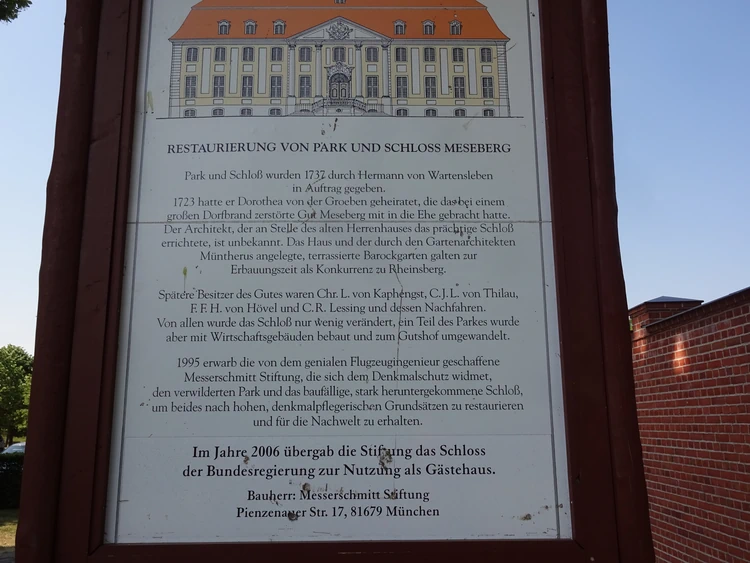 RESTAURIERUNG VON PARK UND SCHLOSS MESEBERG
Park und Schloß wurden 1737 durch Hermann von Wartensleben
in Auftrag gegeben.
1723 hatte er Dorothea von der Groeben geheiratet, die das bei einem
großen Dorfbrand zerstörte Gut Meseberg mit in die Ehe gebracht hatte.
Der Architekt, der an Stelle des alten Herrenhauses das prächtige Schloß
errichtete, ist unbekannt. Das Haus und der durch den Gartenarchitekten
Müntherus angelegte, terrassierte Barockgarten galten zur
Erbauungszeit als Konkurrenz zu Rheinsberg.
Spätere Besitzer des Gutes waren Chr. L. von Kaphengst, C.J.L. von Thilau,
F. F. H. von Hövel und C.R. Lessing und dessen Nachfahren.
Von allen wurde das Schloß nur wenig verändert, ein Teil des Parkes wurde
aber mit Wirtschaftsgebäuden bebaut und zum Gutshof umgewandelt.
1995 erwarb die von dem genialen Flugzeugingenieur geschaffene
Messerschmitt Stiftung, die sich dem Denkmalschutz widmet,
den verwilderten Park und das baufällige, stark heruntergekommene Schloß,
um beides nach hohen, denkmalpflegerischen Grundsätzen zu restaurieren
und für die Nachwelt zu erhalten.
Im Jahre 2006 übergab die Stiftung das Schloss
der Bundesregierung zur Nutzung als Gästehaus.
Bauherr: Messerschmitt Stiftung
Pienzenauer Str. 17, 81679 München